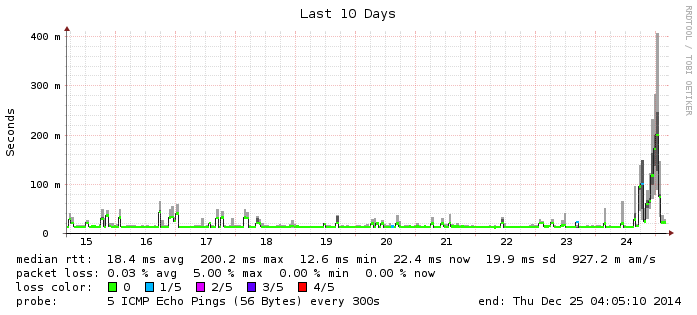 Last 10 Days
RRDTOOL / TOBI OETIKER
Seconds
400 m
300 m
200 m
100 m
0
15 16 17 18 19 20 21 22 23 24
median rtt: 18.4 ms avg 200.2 ms max 12.6 ms min 22.4 ms now 19.9 ms sd 927.2 m am/s
packet loss: 0.03 % avg 5.00 % max 0.00 % min 0.00 % now
loss color: 0 1/5 2/5 3/5 4/5
probe: 5 ICMP Echo Pings (56 Bytes) every 300s end: Thu Dec 25 04:05:10 2014